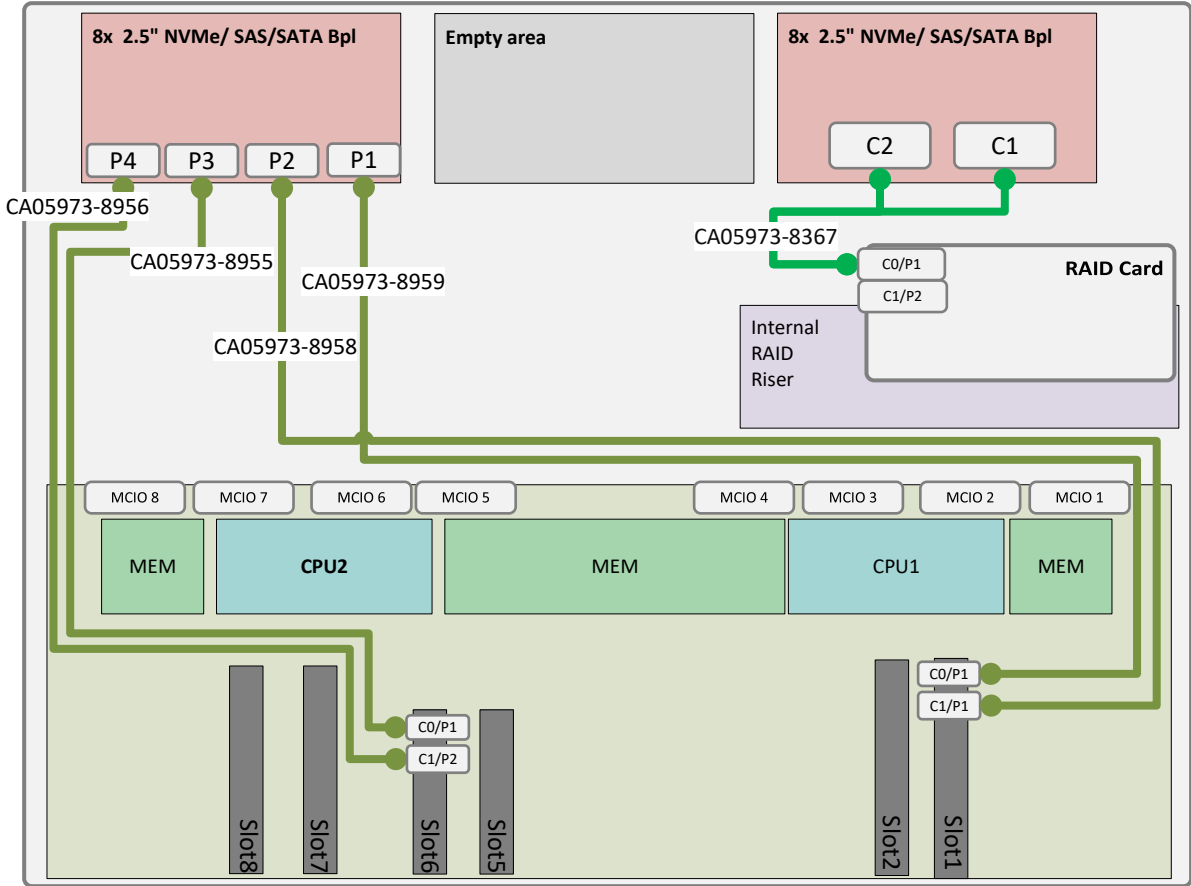 8x  2.5" NVMe/ SAS/SATA Bpl
Empty area
8x  2.5" NVMe/ SAS/SATA Bpl
P4
P3
P2
P1
C2
C1
CA05973-8956
CA05973-8367
CA05973-8955
CA05973-8959
CA05973-8958
C0/P1
C1/P2
RAID Card
Internal
RAID
Riser
MCIO 8
MCIO 7
MCIO 6
MCIO 5
MCIO 4
MCIO 3
MCIO 2
MCIO 1
MEM
CPU2
MEM
CPU1
MEM
C0/P1
C1/P1
C0/P1
C1/P2
Slot8
Slot7
Slot6
Slot5
Slot2
Slot1